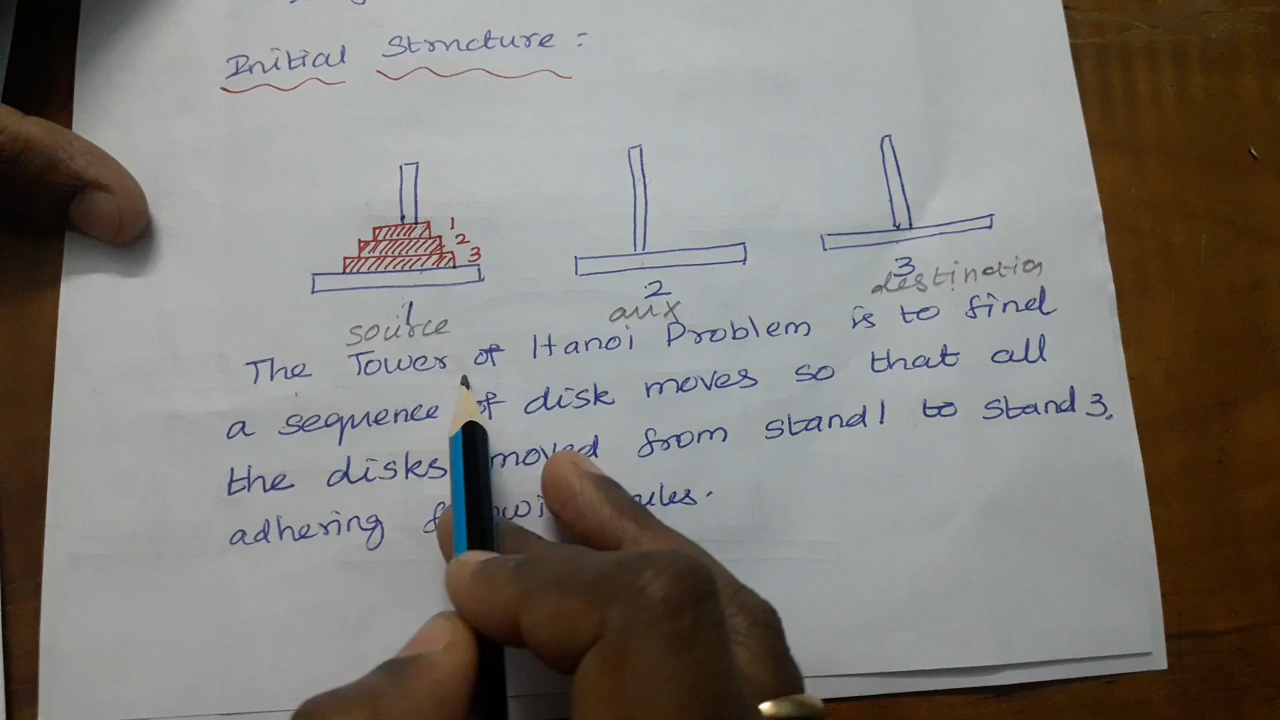 Initial Structure :
1
2
3
1 2 3
source aux destination
The Tower of Hanoi Problem is to find
a sequence of disk moves so that all
the disks moved from stand 1 to stand 3.
adhering